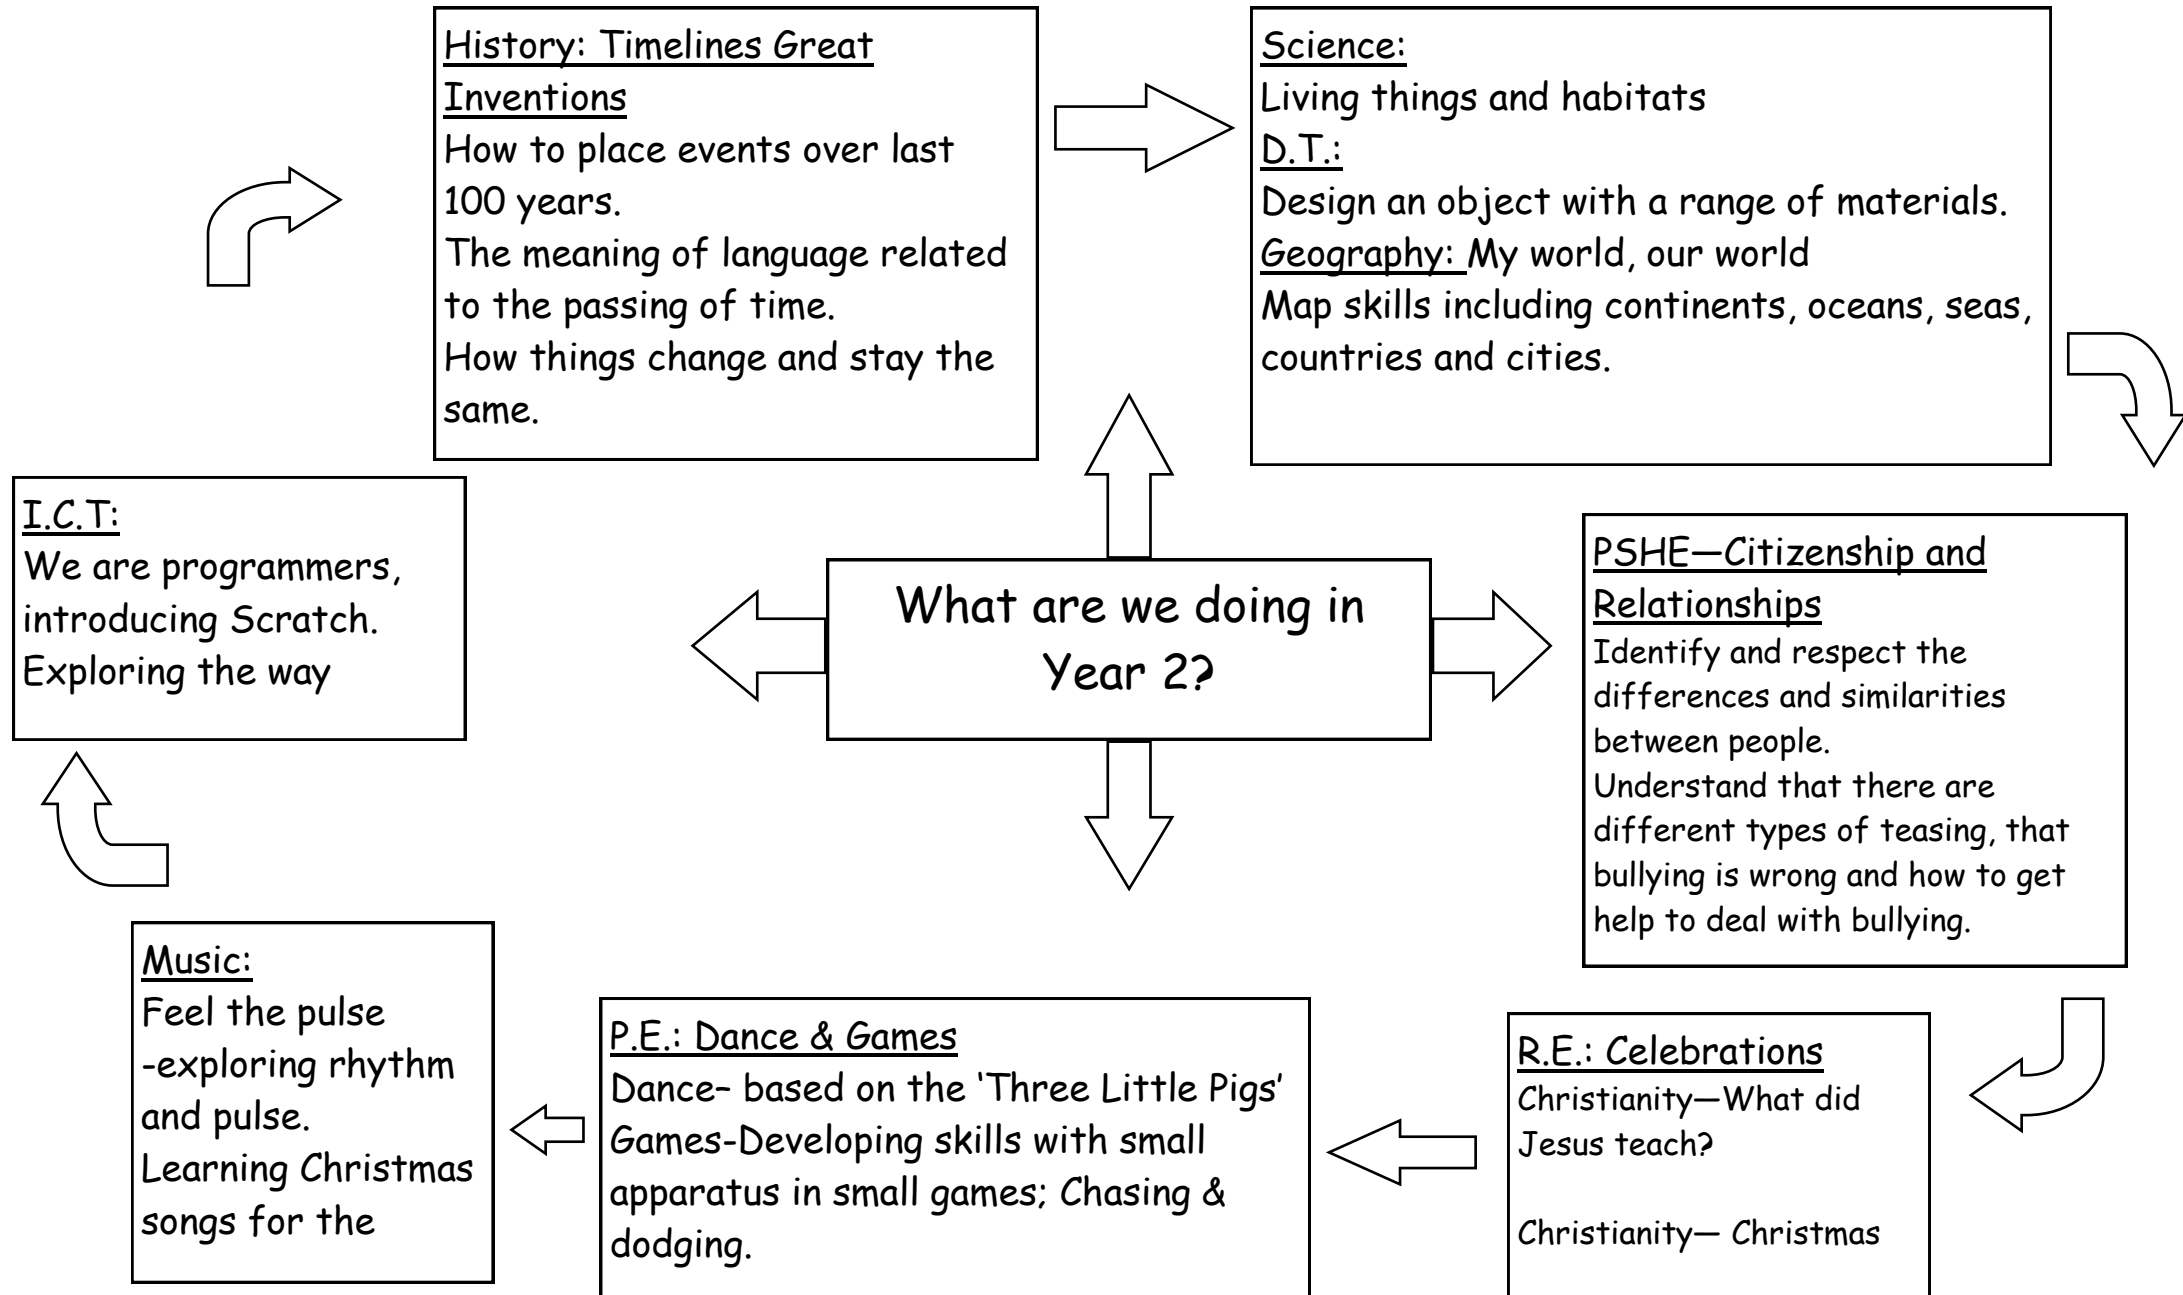 History: Timelines Great
Inventions
How to place events over last
100 years.
The meaning of language related
to the passing of time.
How things change and stay the
same.
Science:
Living things and habitats
D.T.:
Design an object with a range of materials.
Geography: My world, our world
Map skills including continents, oceans, seas,
countries and cities.
I.C.T:
We are programmers,
introducing Scratch.
Exploring the way
What are we doing in
Year 2?
PSHE—Citizenship and
Relationships
Identify and respect the
differences and similarities
between people.
Understand that there are
different types of teasing, that
bullying is wrong and how to get
help to deal with bullying.
Music:
Feel the pulse
-exploring rhythm
and pulse.
Learning Christmas
songs for the
P.E.: Dance & Games
Dance– based on the ‘Three Little Pigs’
Games-Developing skills with small
apparatus in small games; Chasing &
dodging.
R.E.: Celebrations
Christianity—What did
Jesus teach?
Christianity— Christmas